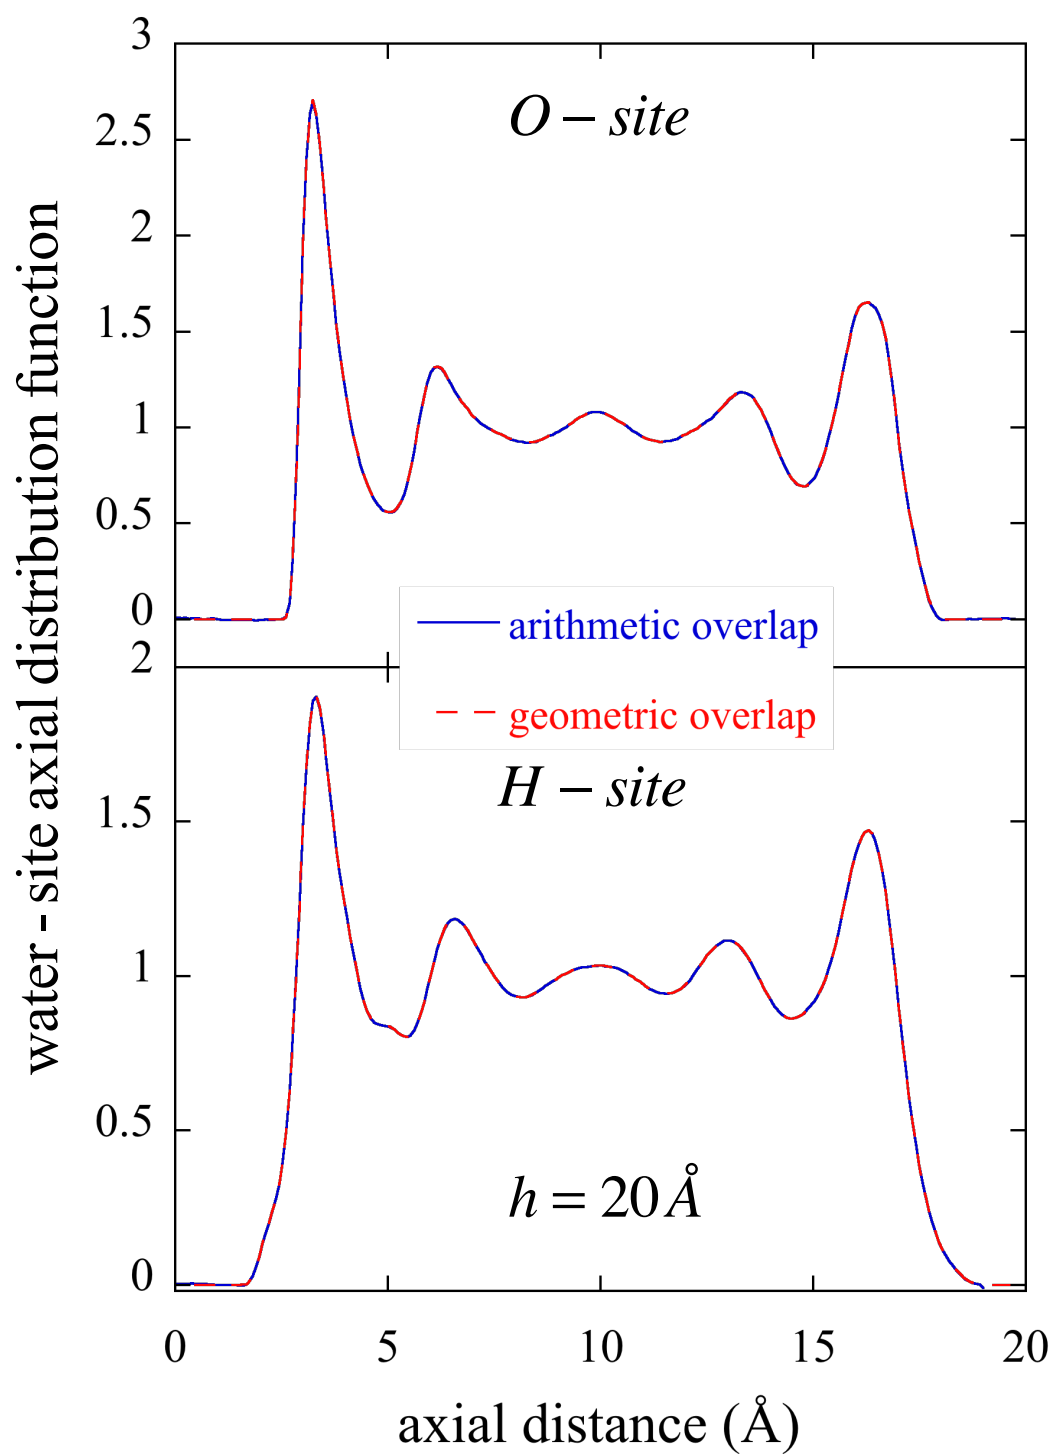 water - site axial distribution function
3
2.5
2
1.5
1
0.5
0
O – site
arithmetic overlap
geometric overlap
2
1.5
1
0.5
0
H – site
h = 20 Å
0 5 10 15 20
axial distance (Å)